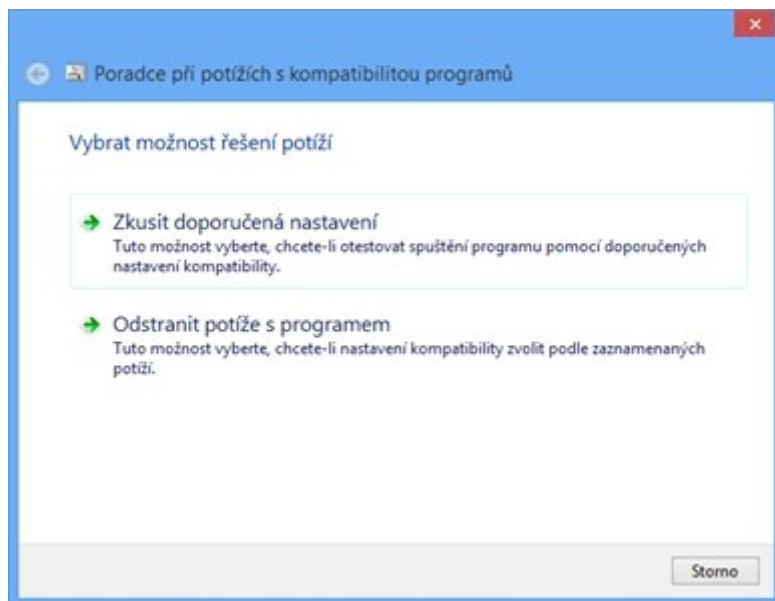 Poradce při potížích s kompatibilitou programů
Vybrat možnost řešení potíží
Zkusit doporučená nastavení
Tuto možnost vyberte, chcete-li otestovat spuštění programu pomocí doporučených
nastavení kompatibility.
Odstranit potíže s programem
Tuto možnost vyberte, chcete-li nastavení kompatibility zvolit podle zaznamenaných
potíží.
Storno